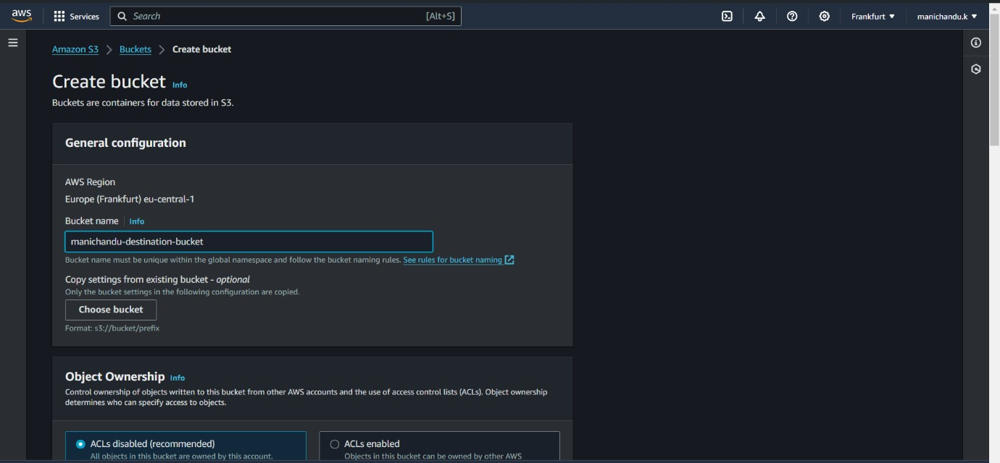 aws Services Search [Alt+S] Frankfurt ▼ manichandu.k ▼
Amazon S3 > Buckets > Create bucket
Create bucket Info
Buckets are containers for data stored in S3.
General configuration
AWS Region
Europe (Frankfurt) eu-central-1
Bucket name Info
manichandu-destination-bucket
Bucket name must be unique within the global namespace and follow the bucket naming rules. See rules for bucket naming
Copy settings from existing bucket - optional
Only the bucket settings in the following configuration are copied.
Choose bucket
Format: s3://bucket/prefix
Object Ownership Info
Control ownership of objects written to this bucket from other AWS accounts and the use of access control lists (ACLs). Object ownership
determines who can specify access to objects.
ACLs disabled (recommended)
All objects in this bucket are owned by this account.
ACLs enabled
Objects in this bucket can be owned by other AWS